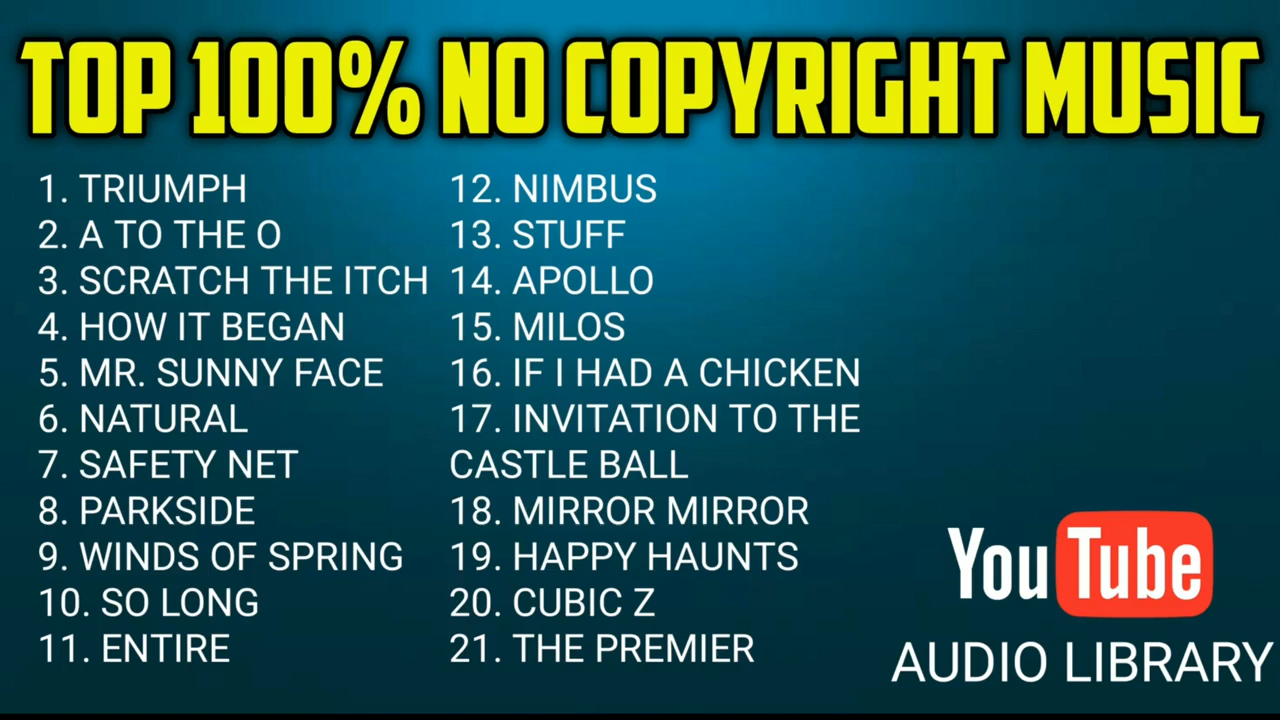 TOP 100% NO COPYRIGHT MUSIC
1. TRIUMPH
2. A TO THE O
3. SCRATCH THE ITCH
4. HOW IT BEGAN
5. MR. SUNNY FACE
6. NATURAL
7. SAFETY NET
8. PARKSIDE
9. WINDS OF SPRING
10. SO LONG
11. ENTIRE
12. NIMBUS
13. STUFF
14. APOLLO
15. MILOS
16. IF I HAD A CHICKEN
17. INVITATION TO THE
CASTLE BALL
18. MIRROR MIRROR
19. HAPPY HAUNTS
20. CUBIC Z
21. THE PREMIER
YouTube
AUDIO LIBRARY